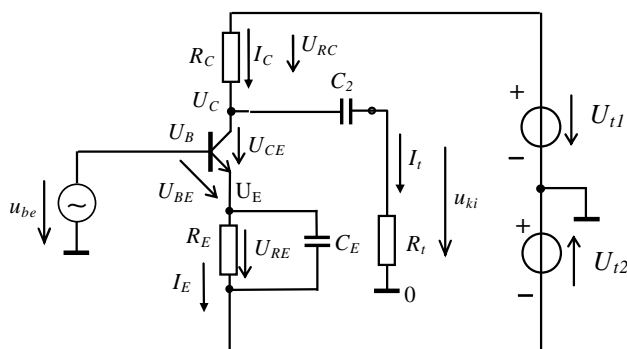 R_C I_C U_RC
C_2
U_C
+
U_t1
U_B
U_CE
−
I_t
U_BE U_E
u_be ~
u_ki
+
R_E U_RE C_E
R_t
U_t2
I_E
0
−